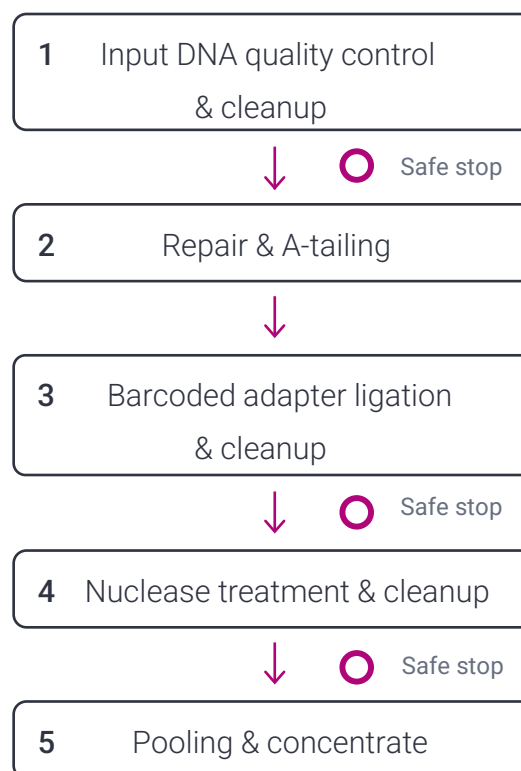 1 Input DNA quality control
& cleanup
Safe stop
2 Repair & A-tailing
3 Barcoded adapter ligation
& cleanup
Safe stop
4 Nuclease treatment & cleanup
Safe stop
5 Pooling & concentrate